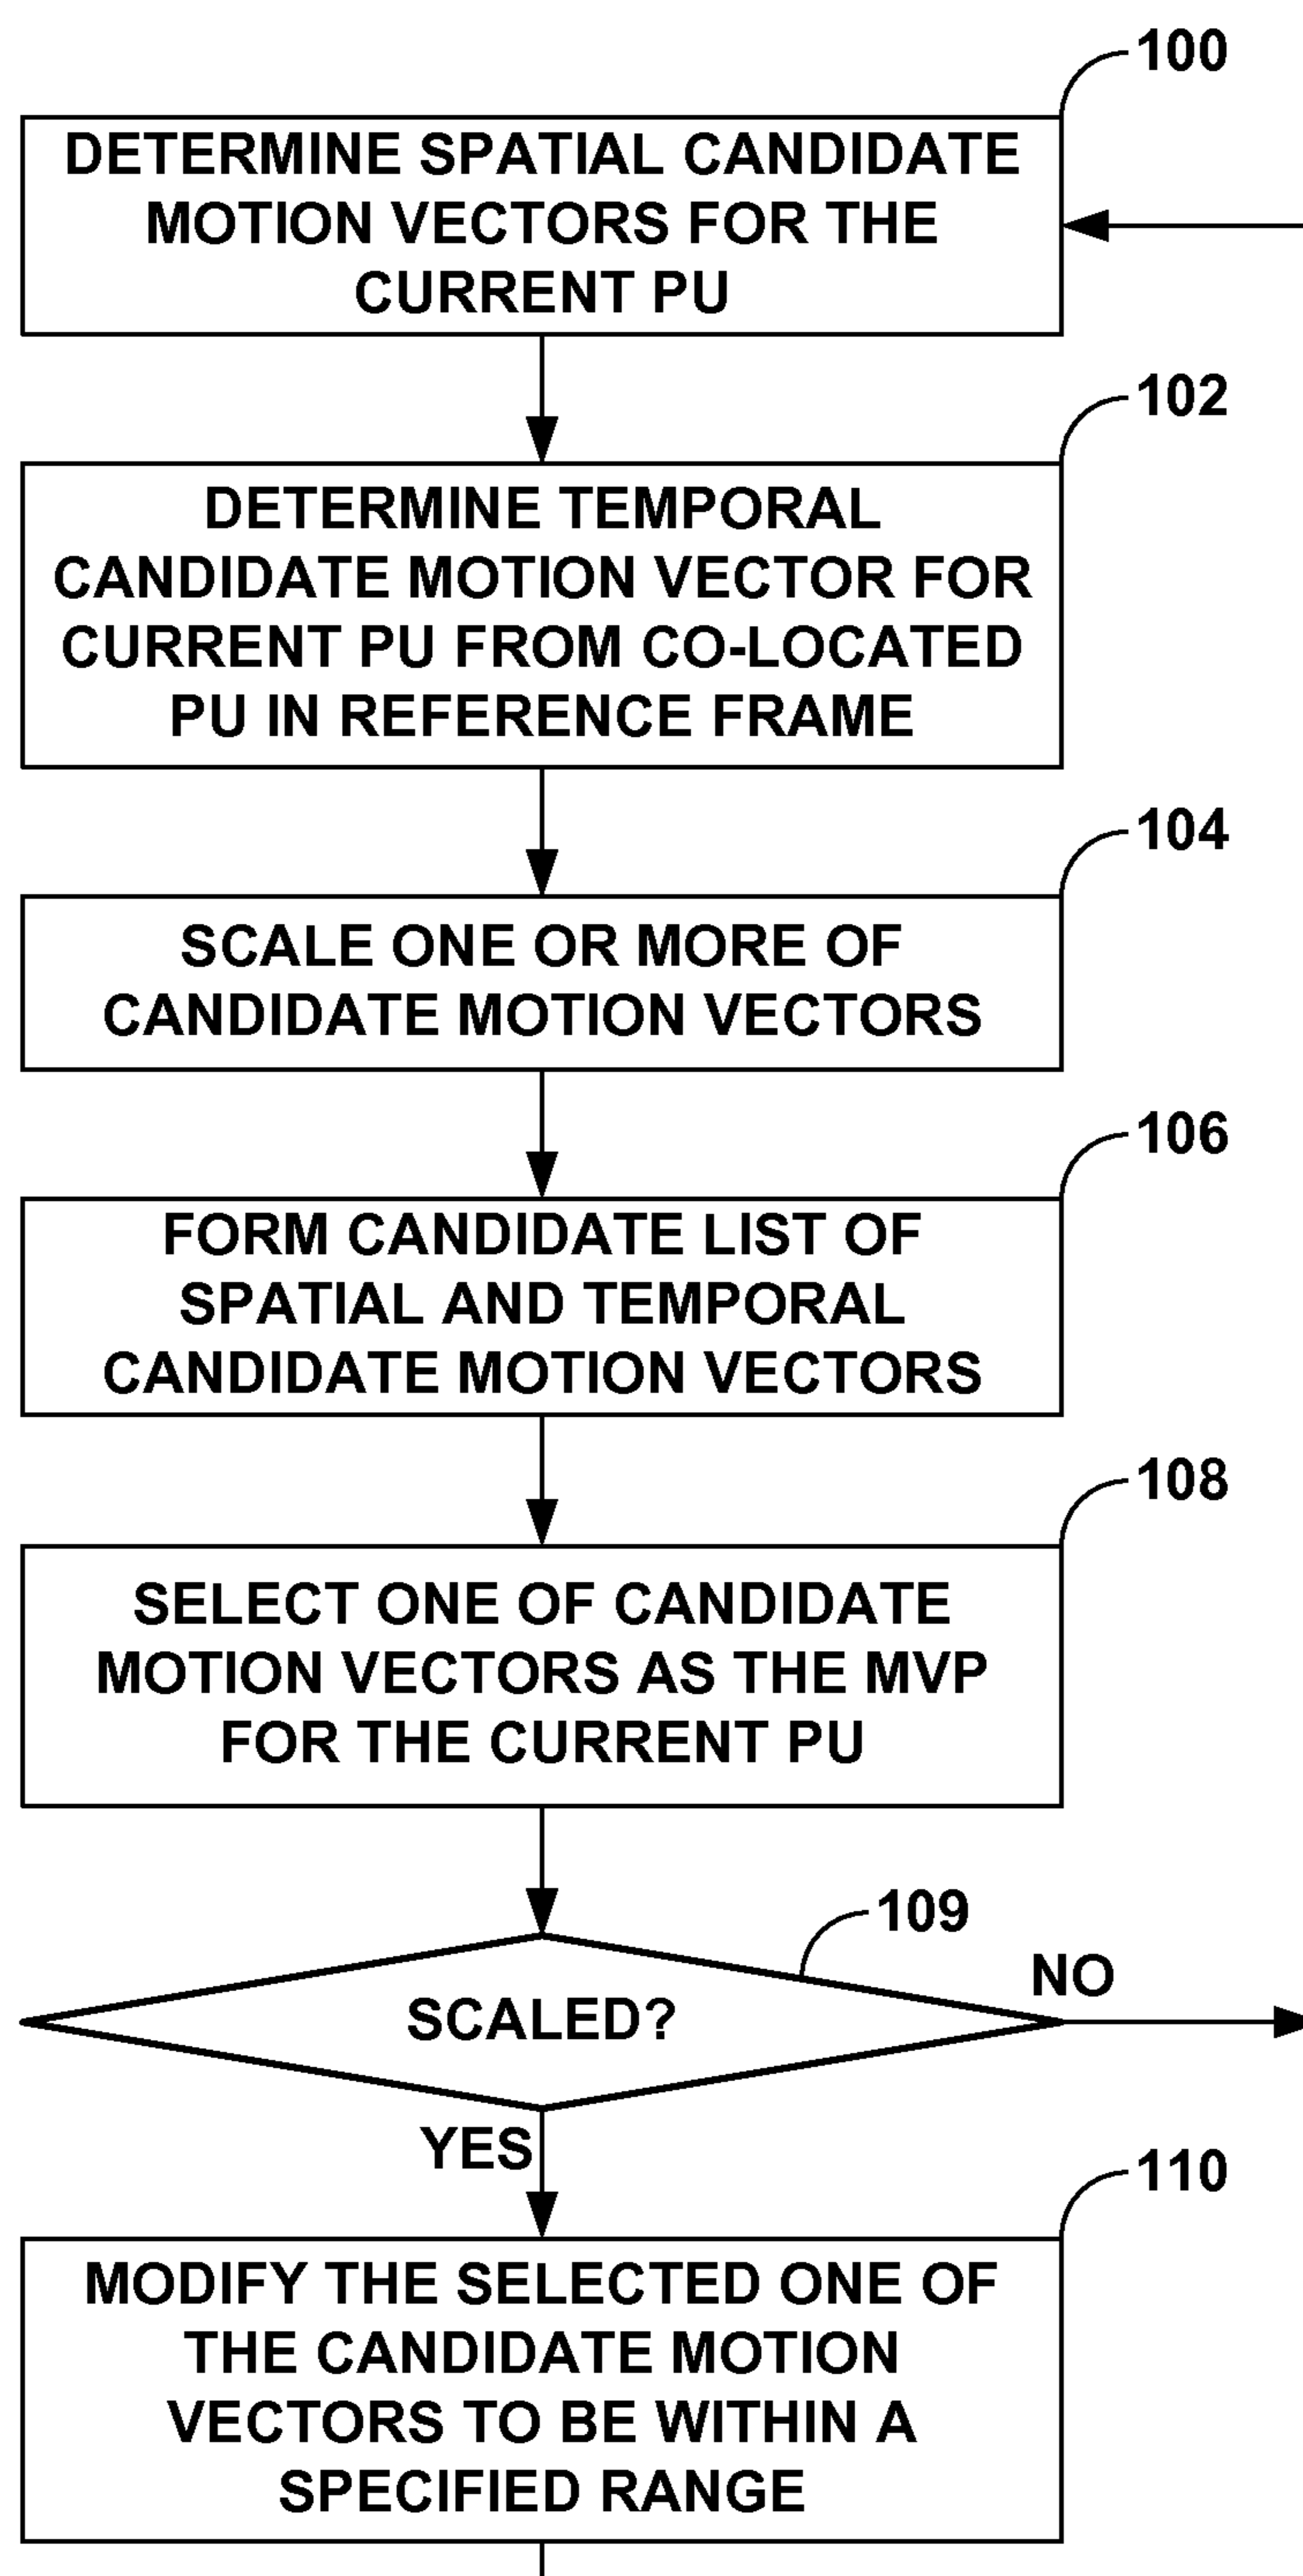 100
DETERMINE SPATIAL CANDIDATE
MOTION VECTORS FOR THE
CURRENT PU
102
DETERMINE TEMPORAL
CANDIDATE MOTION VECTOR FOR
CURRENT PU FROM CO-LOCATED
PU IN REFERENCE FRAME
104
SCALE ONE OR MORE OF
CANDIDATE MOTION VECTORS
106
FORM CANDIDATE LIST OF
SPATIAL AND TEMPORAL
CANDIDATE MOTION VECTORS
108
SELECT ONE OF CANDIDATE
MOTION VECTORS AS THE MVP
FOR THE CURRENT PU
109
NO
SCALED?
YES
110
MODIFY THE SELECTED ONE OF
THE CANDIDATE MOTION
VECTORS TO BE WITHIN A
SPECIFIED RANGE